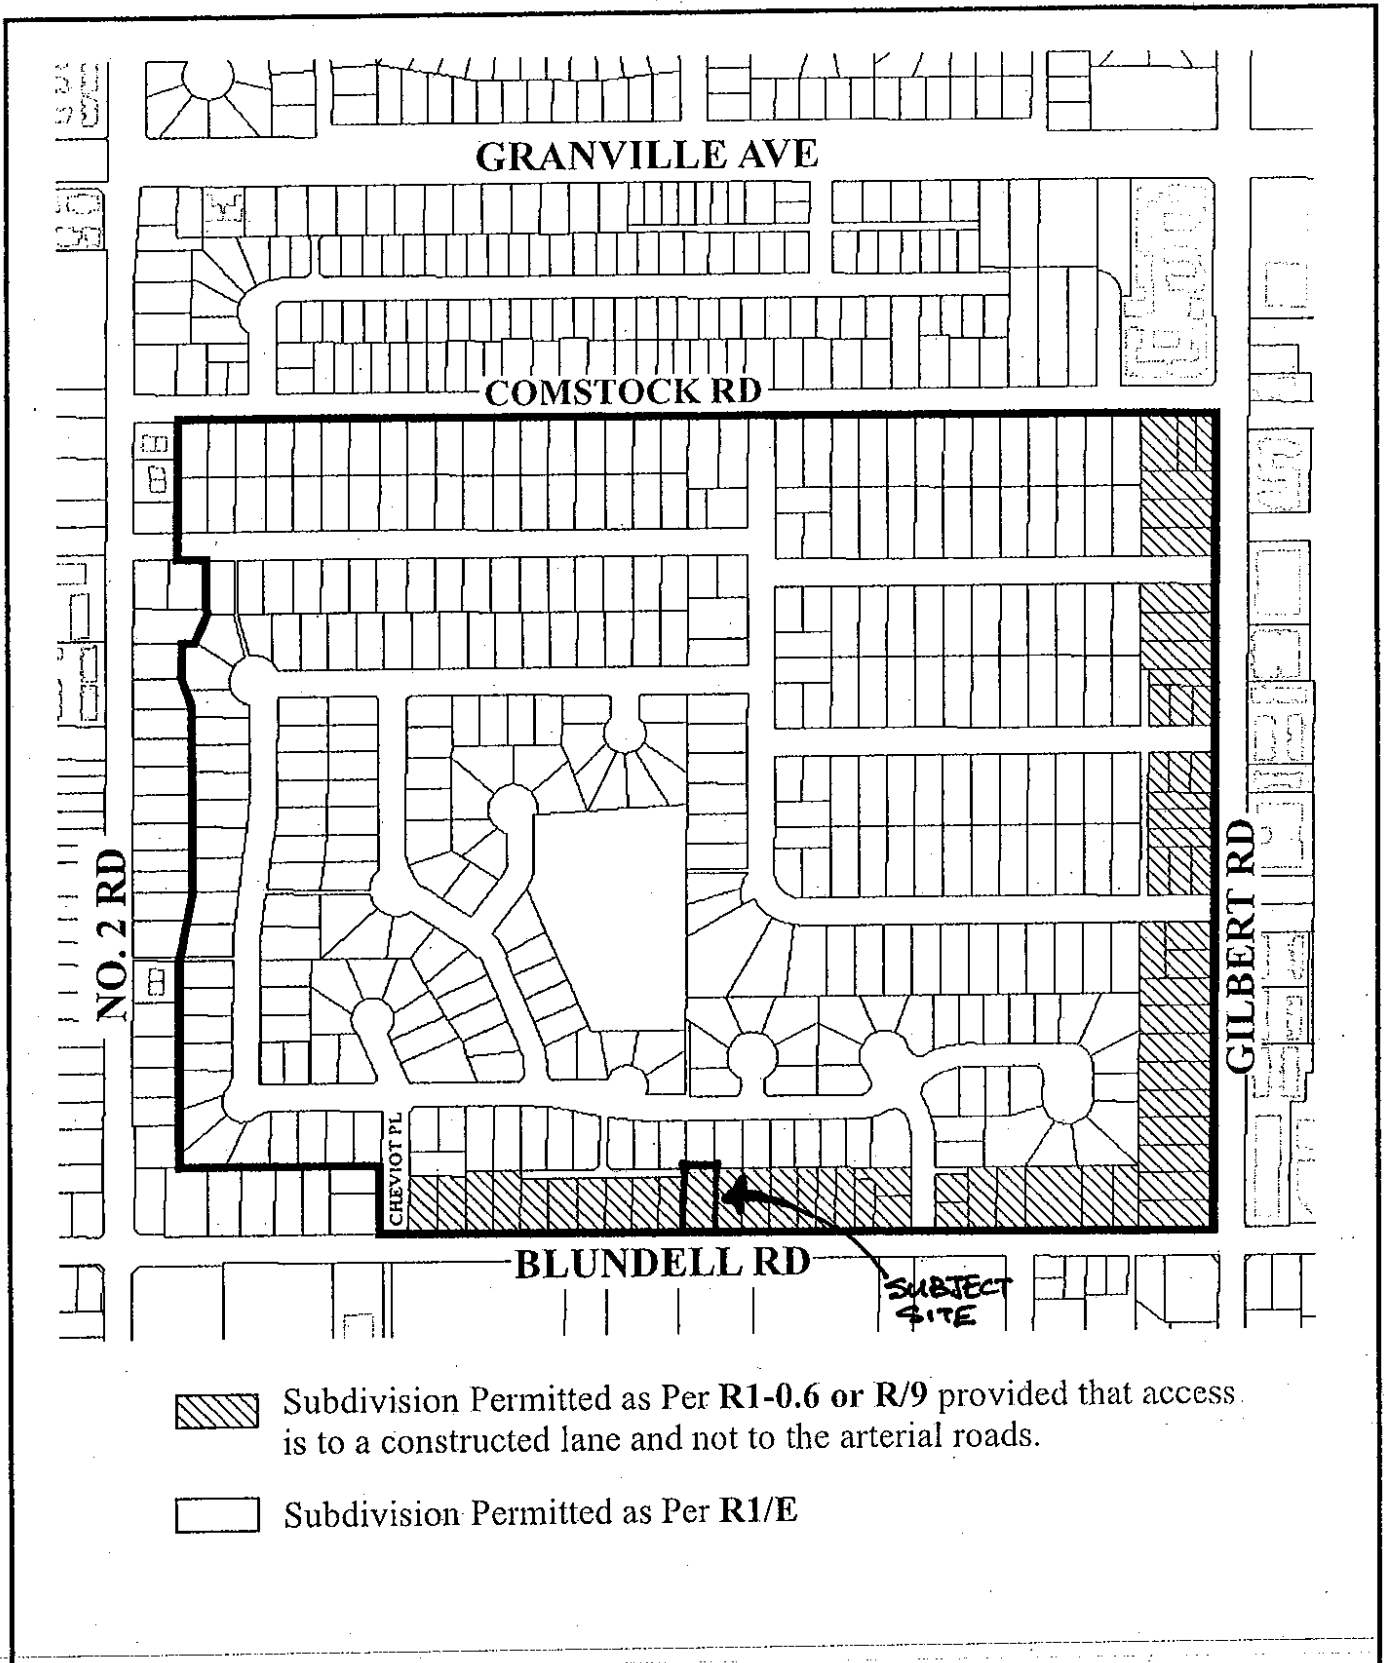 GRANVILLE AVE
COMSTOCK RD
NO. 2 RD
GILBERT RD
CHEVIOT PL
BLUNDELL RD
SUBJECT
SITE
Subdivision Permitted as Per R1-0.6 or R/9 provided that access
is to a constructed lane and not to the arterial roads.
Subdivision Permitted as Per R1/E